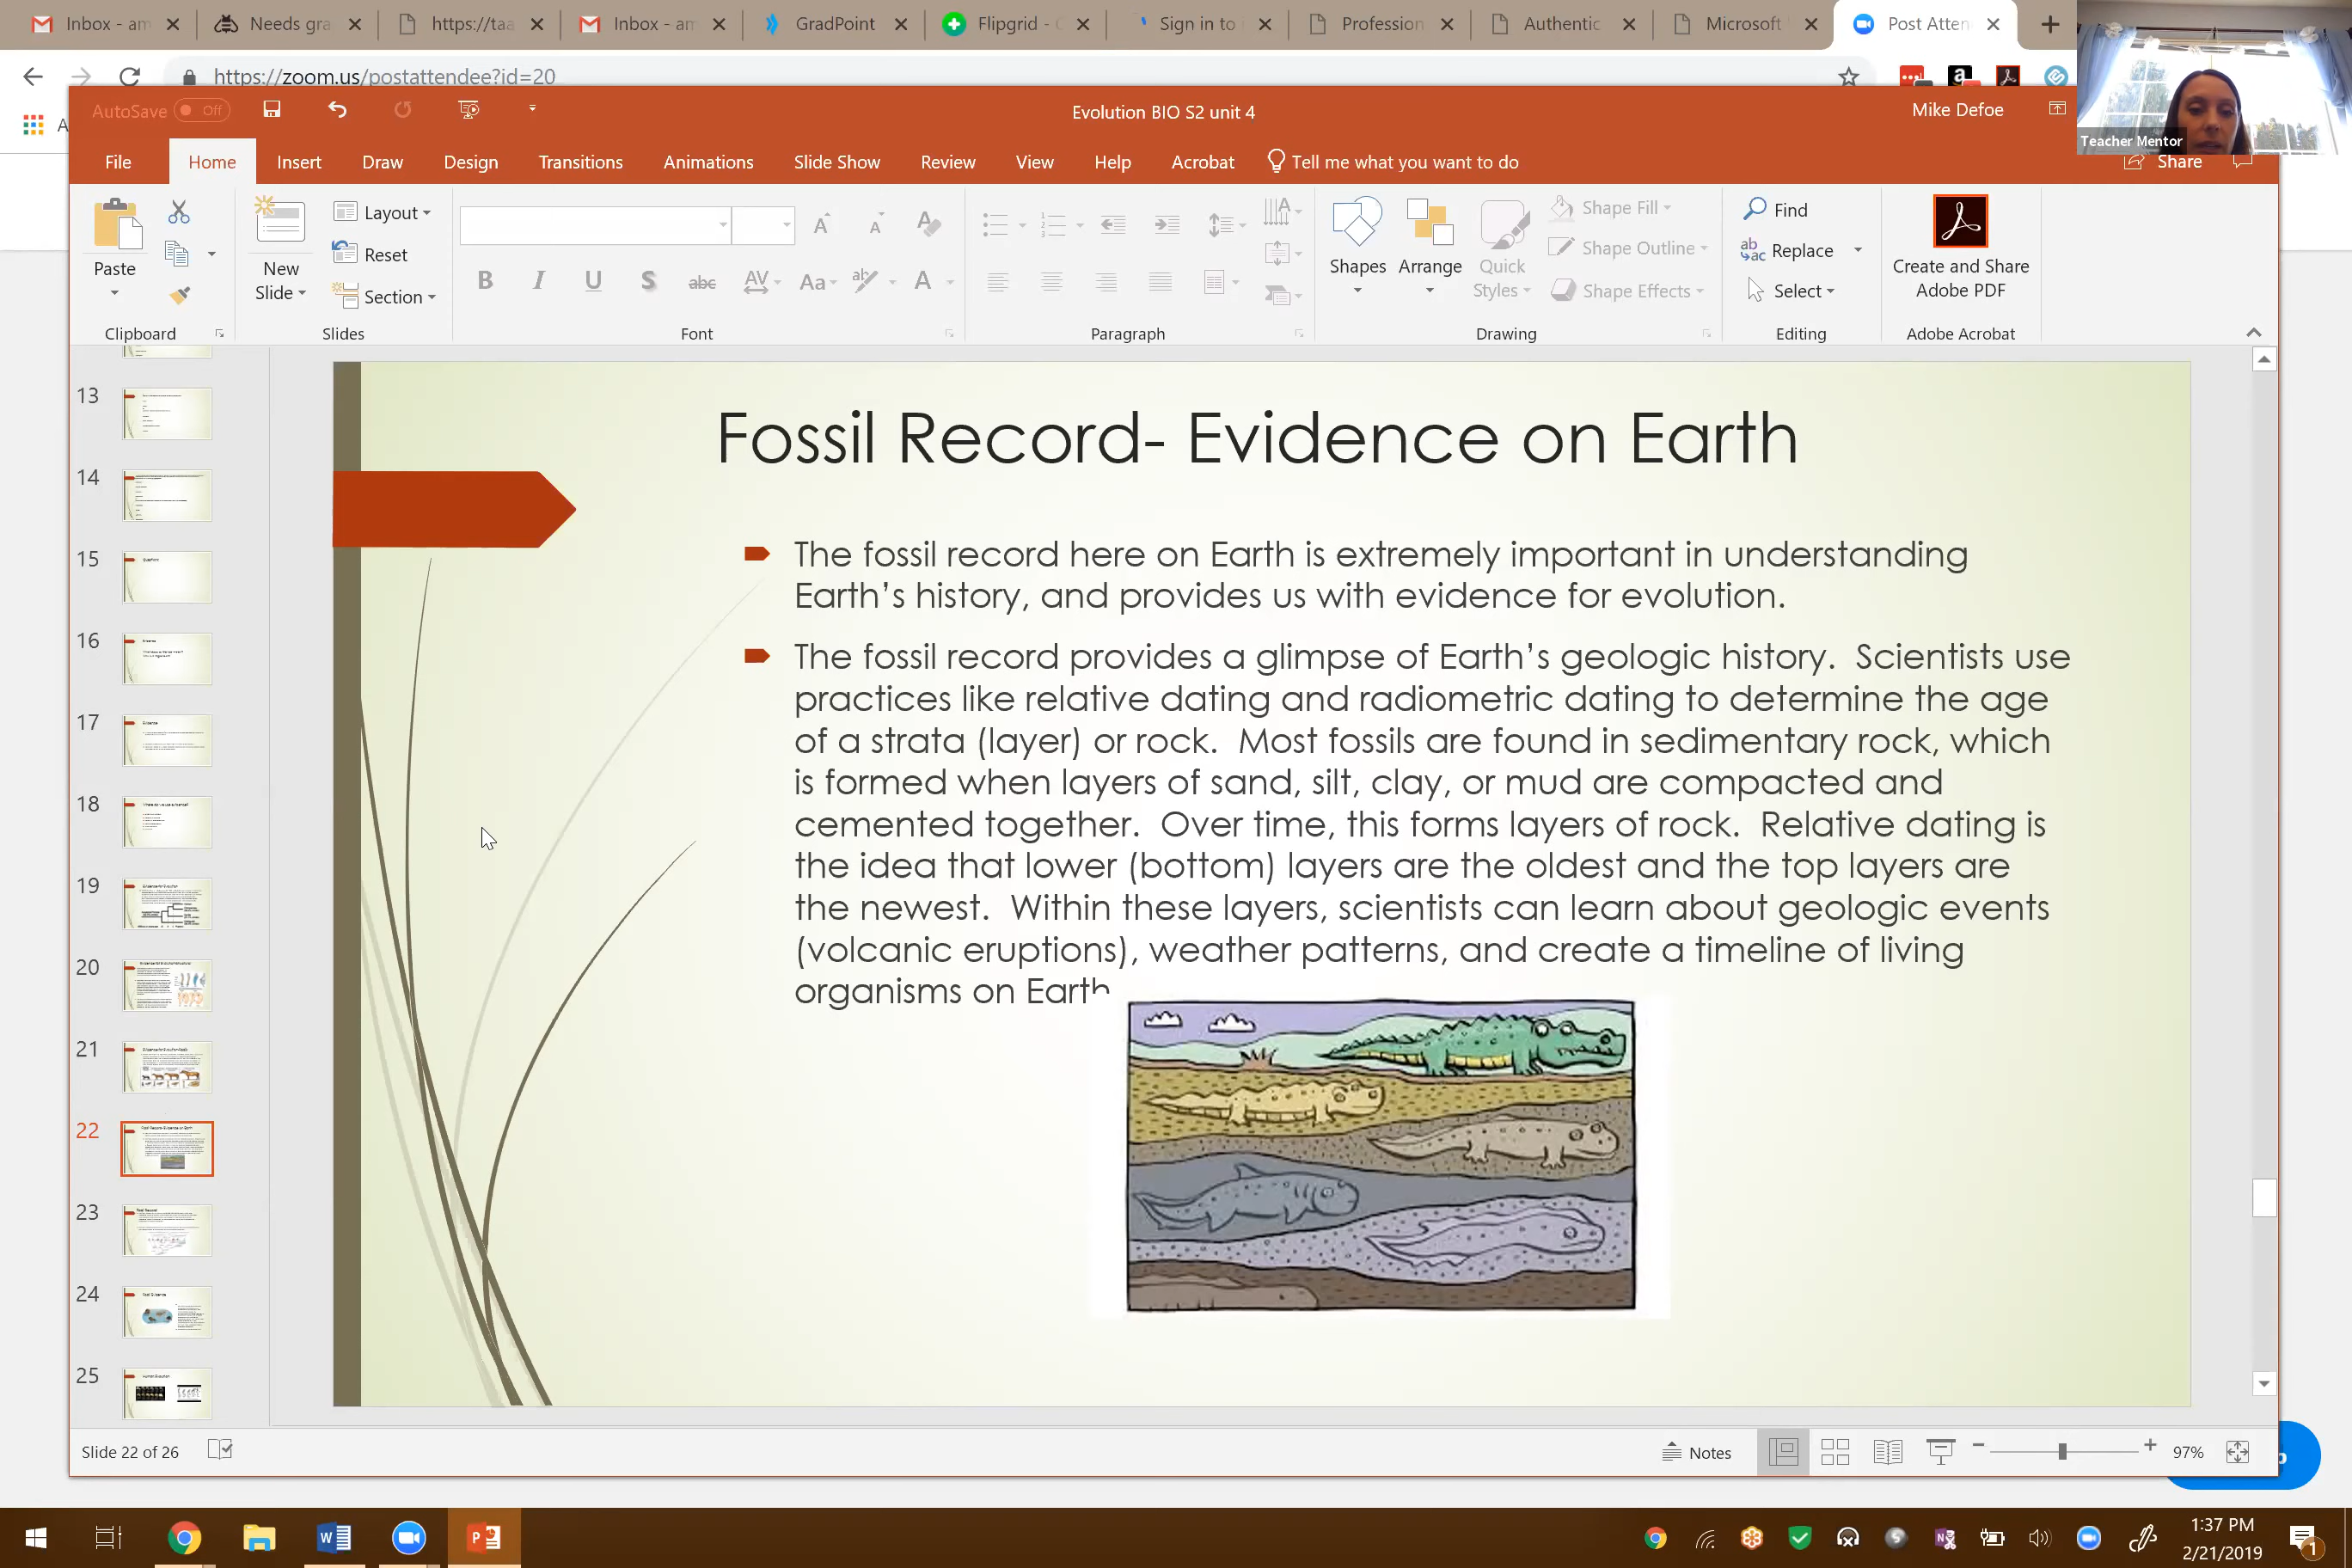 Inbox - am
Needs gra
https://taa
Inbox - am
GradPoint
Flipgrid - 
Sign in to
Profession
Authentic
Microsoft
Post Atten
https://zoom.us/postattendee?id=20
AutoSave Off
Evolution BIO S2 unit 4
Mike Defoe
Teacher Mentor
File Home Insert Draw Design Transitions Animations Slide Show Review View Help Acrobat Tell me what you want to do Share
Paste
Clipboard
New Slide
Layout
Reset
Section
Slides
Font
Paragraph
Shapes
Arrange
Quick Styles
Shape Fill
Shape Outline
Shape Effects
Drawing
Find
Replace
Select
Editing
Create and Share
Adobe PDF
Adobe Acrobat
13
14
15
16
17
18
19
20
21
22
23
24
25
Fossil Record- Evidence on Earth
The fossil record here on Earth is extremely important in understanding
Earth’s history, and provides us with evidence for evolution.
The fossil record provides a glimpse of Earth’s geologic history. Scientists use
practices like relative dating and radiometric dating to determine the age
of a strata (layer) or rock. Most fossils are found in sedimentary rock, which
is formed when layers of sand, silt, clay, or mud are compacted and
cemented together. Over time, this forms layers of rock. Relative dating is
the idea that lower (bottom) layers are the oldest and the top layers are
the newest. Within these layers, scientists can learn about geologic events
(volcanic eruptions), weather patterns, and create a timeline of living
organisms on Earth
Slide 22 of 26
Notes
97%
1:37 PM
2/21/2019